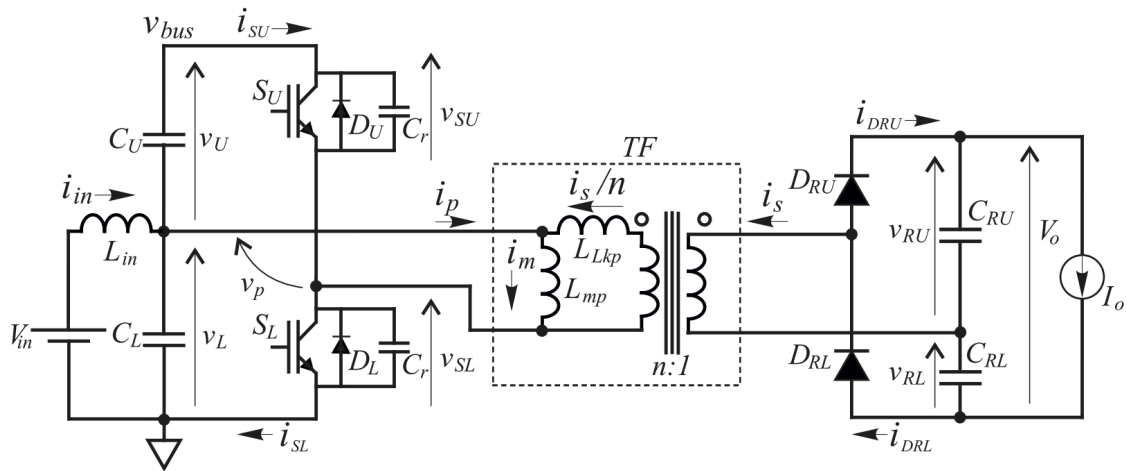 v_bus i_SU
S_U D_U C_r v_SU
C_U v_U
TF
i_DRU
i_in i_p i_s/n i_s D_RU
L_in i_m L_Lkp v_RU C_RU V_o
v_p L_mp I_o
V_in C_L v_L S_L D_L C_r v_SL n:1 D_RL v_RL C_RL
i_SL i_DRL